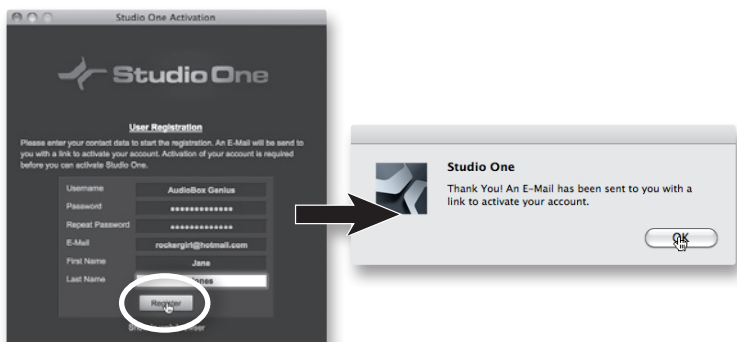 Studio One Activation
Studio One
User Registration
Please enter your contact data to start the registration. An E-Mail will be send to
you with a link to activate your account. Activation of your account is required
before you can activate Studio One.
Username AudioBox Genius
Password *************
Repeat Password *************
E-Mail rockergirl@hotmail.com
First Name Jane
Last Name Jones
Register
Studio One
Thank You! An E-Mail has been sent to you with a
link to activate your account.
OK